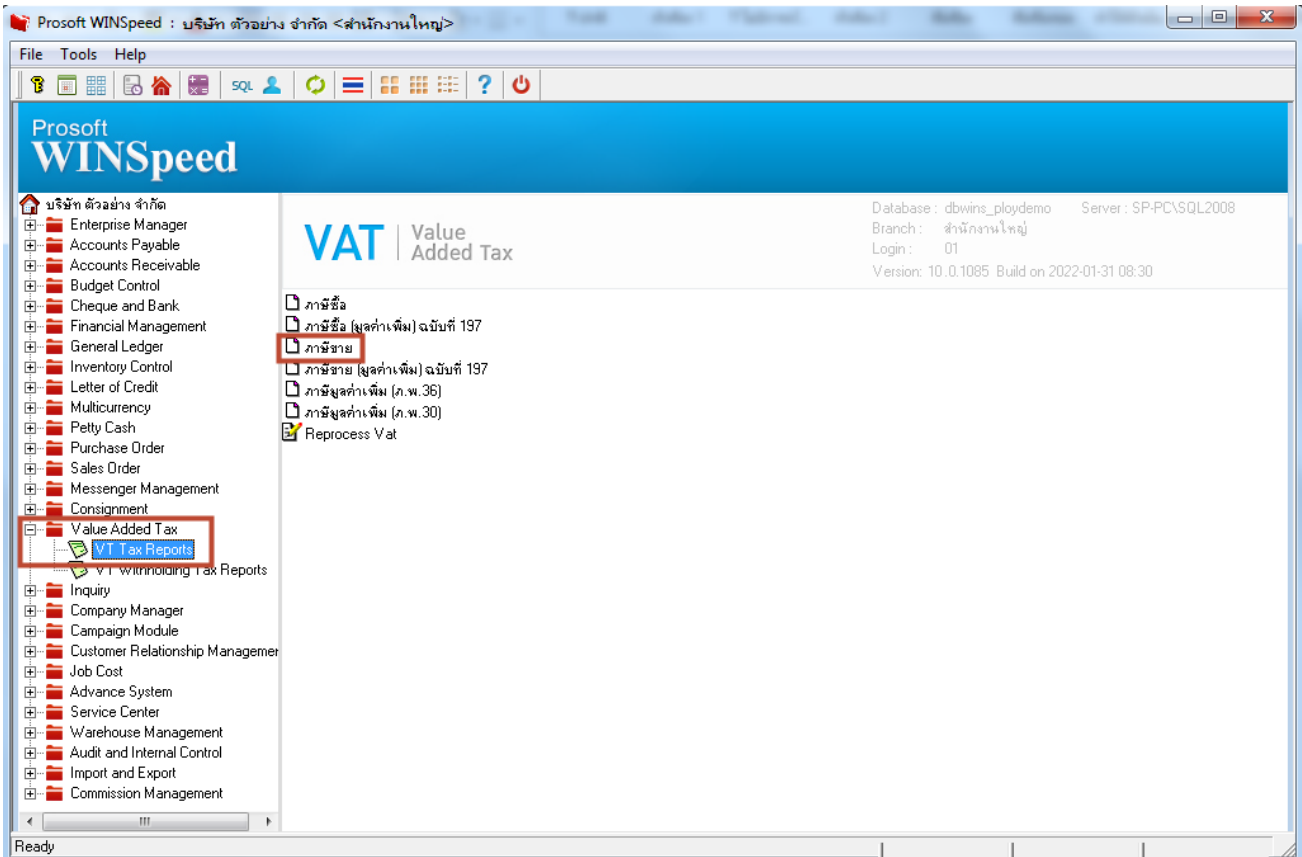 Prosoft WINSpeed : บริษัท ตัวอย่าง จำกัด <สำนักงานใหญ่>
File Tools Help
SQL
Prosoft
WINSpeed
บริษัท ตัวอย่าง จำกัด
Enterprise Manager
Accounts Payable
Accounts Receivable
Budget Control
Cheque and Bank
Financial Management
General Ledger
Inventory Control
Letter of Credit
Multicurrency
Petty Cash
Purchase Order
Sales Order
Messenger Management
Consignment
Value Added Tax
VT Tax Reports
VT Withholding Tax Reports
Inquiry
Company Manager
Campaign Module
Customer Relationship Managemen
Job Cost
Advance System
Service Center
Warehouse Management
Audit and Internal Control
Import and Export
Commission Management
VAT
Value
Added Tax
Database : dbwins_ploydemo Server : SP-PC\SQL2008
Branch : สำนักงานใหญ่
Login : 01
Version: 10.0.1085 Build on 2022-01-31 08:30
ภาษีซื้อ
ภาษีซื้อ (มูลค่าเพิ่ม) ฉบับที่ 197
ภาษีขาย
ภาษีขาย (มูลค่าเพิ่ม) ฉบับที่ 197
ภาษีมูลค่าเพิ่ม (ภ.พ.36)
ภาษีมูลค่าเพิ่ม (ภ.พ.30)
Reprocess Vat
Ready